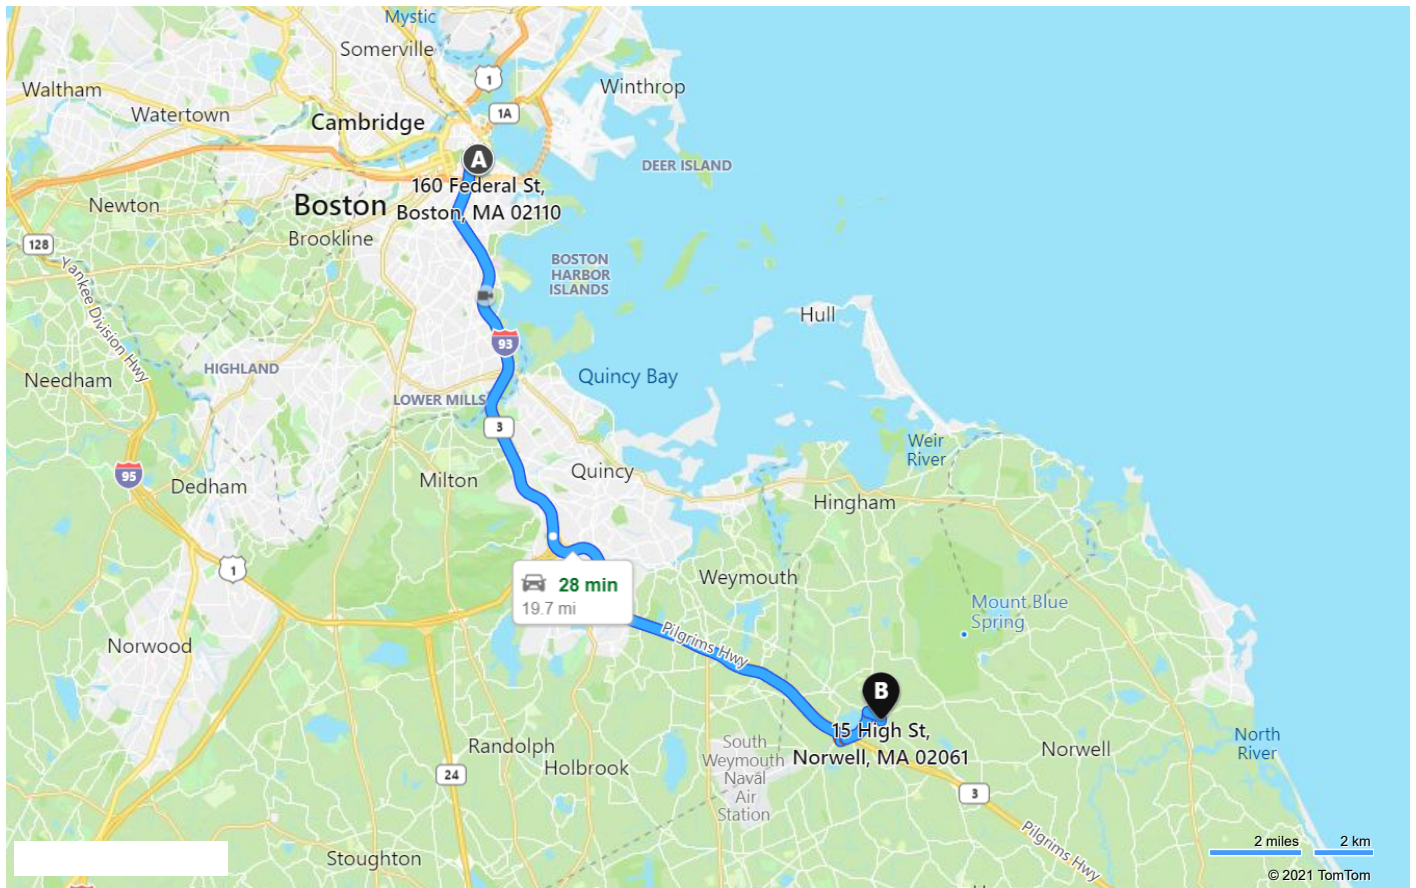 Mystic
Somerville
1
Winthrop
Waltham
Watertown
1A
Cambridge
A
DEER ISLAND
160 Federal St,
Boston, MA 02110
Newton
Boston
Brookline
128
Yankee Division Hwy
BOSTON
HARBOR
ISLANDS
Hull
93
HIGHLAND
Needham
Quincy Bay
LOWER MILLS
3
Weir
River
Quincy
95
Milton
Dedham
Hingham
1
28 min
19.7 mi
Weymouth
Mount Blue
Spring
Pilgrims Hwy
Norwood
B
15 High St,
Norwell, MA 02061
South
Weymouth
Naval
Air
Station
Randolph
Norwell
North
River
Holbrook
24
3
Pilgrims Hwy
Stoughton
2 miles
2 km
© 2021 TomTom